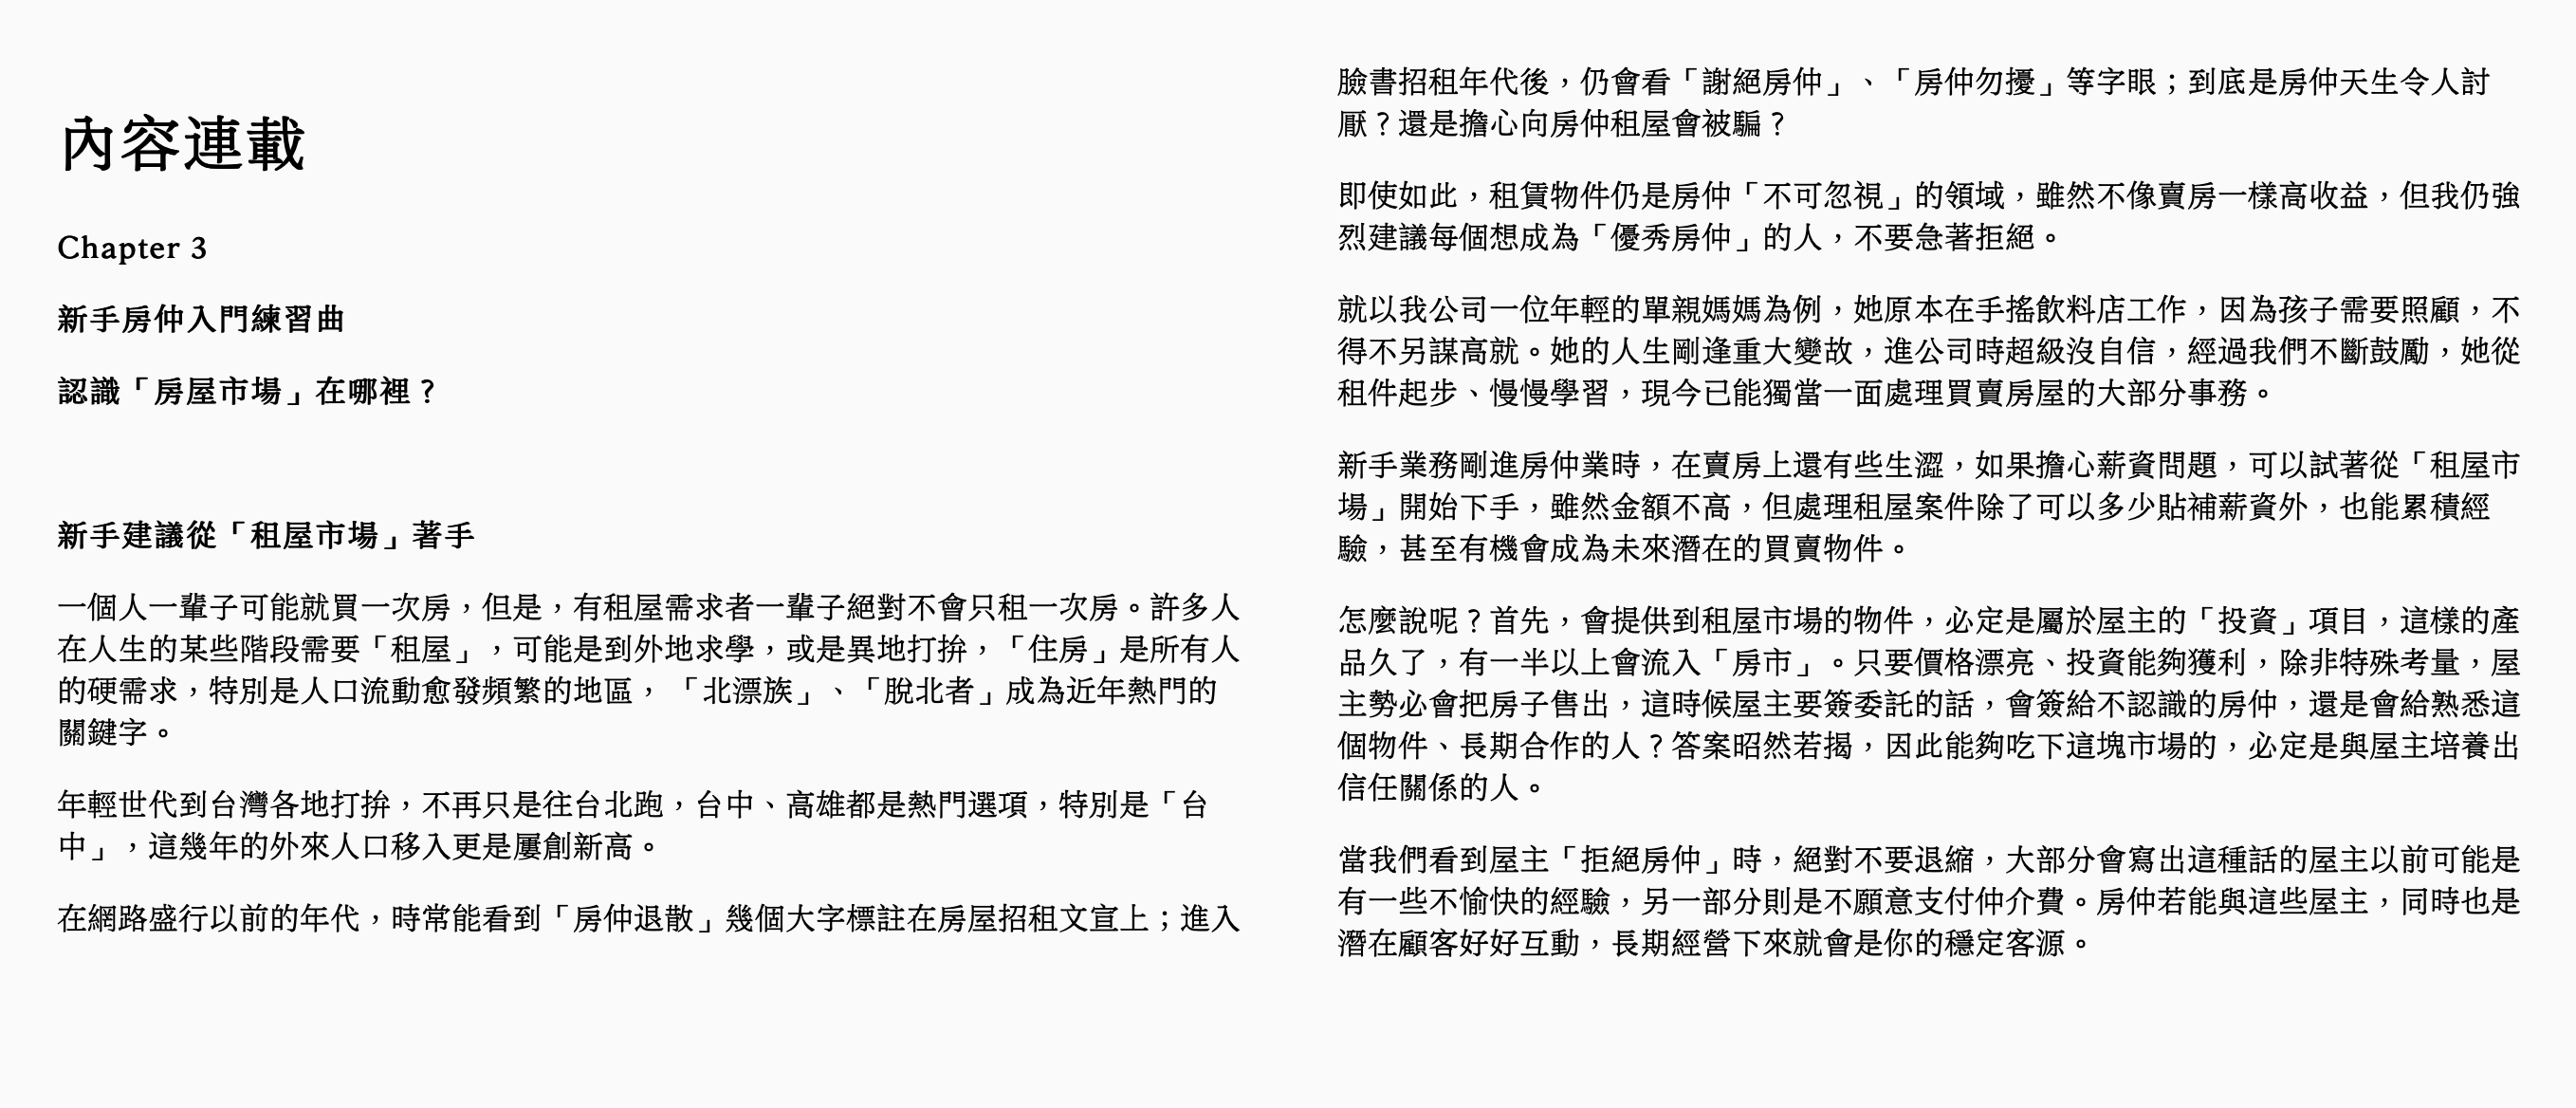 內容連載
Chapter 3
新手房仲入門練習曲
認識「房屋市場」在哪裡？
新手建議從「租屋市場」著手
一個人一輩子可能就買一次房，但是，有租屋需求者一輩子絕對不會只租一次房。許多人
在人生的某些階段需要「租屋」，可能是到外地求學，或是異地打拚，「住房」是所有人
的硬需求，特別是人口流動愈發頻繁的地區， 「北漂族」、「脫北者」成為近年熱門的
關鍵字。
年輕世代到台灣各地打拚，不再只是往台北跑，台中、高雄都是熱門選項，特別是「台
中」，這幾年的外來人口移入更是屢創新高。
在網路盛行以前的年代，時常能看到「房仲退散」幾個大字標註在房屋招租文宣上；進入
臉書招租年代後，仍會看「謝絕房仲」、「房仲勿擾」等字眼；到底是房仲天生令人討
厭？還是擔心向房仲租屋會被騙？
即使如此，租賃物件仍是房仲「不可忽視」的領域，雖然不像賣房一樣高收益，但我仍強
烈建議每個想成為「優秀房仲」的人，不要急著拒絕。
就以我公司一位年輕的單親媽媽為例，她原本在手搖飲料店工作，因為孩子需要照顧，不
得不另謀高就。她的人生剛逢重大變故，進公司時超級沒自信，經過我們不斷鼓勵，她從
租件起步、慢慢學習，現今已能獨當一面處理買賣房屋的大部分事務。
新手業務剛進房仲業時，在賣房上還有些生澀，如果擔心薪資問題，可以試著從「租屋市
場」開始下手，雖然金額不高，但處理租屋案件除了可以多少貼補薪資外，也能累積經
驗，甚至有機會成為未來潛在的買賣物件。
怎麼說呢？首先，會提供到租屋市場的物件，必定是屬於屋主的「投資」項目，這樣的產
品久了，有一半以上會流入「房市」。只要價格漂亮、投資能夠獲利，除非特殊考量，屋
主勢必會把房子售出，這時候屋主要簽委託的話，會簽給不認識的房仲，還是會給熟悉這
個物件、長期合作的人？答案昭然若揭，因此能夠吃下這塊市場的，必定是與屋主培養出
信任關係的人。
當我們看到屋主「拒絕房仲」時，絕對不要退縮，大部分會寫出這種話的屋主以前可能是
有一些不愉快的經驗，另一部分則是不願意支付仲介費。房仲若能與這些屋主，同時也是
潛在顧客好好互動，長期經營下來就會是你的穩定客源。